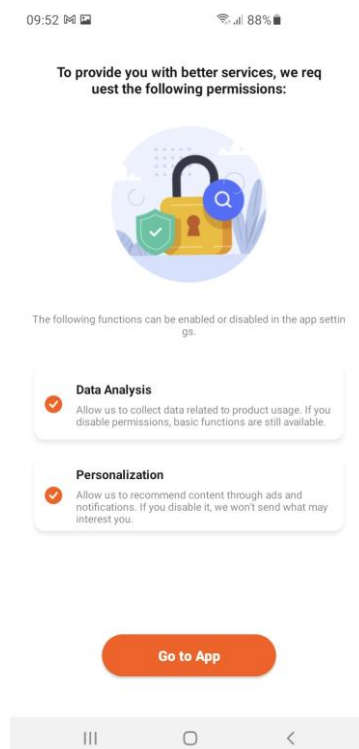 09:52 88%
To provide you with better services, we req
uest the following permissions:
The following functions can be enabled or disabled in the app settin
gs.
Data Analysis
Allow us to collect data related to product usage. If you
disable permissions, basic functions are still available.
Personalization
Allow us to recommend content through ads and
notifications. If you disable it, we won't send what may
interest you.
Go to App